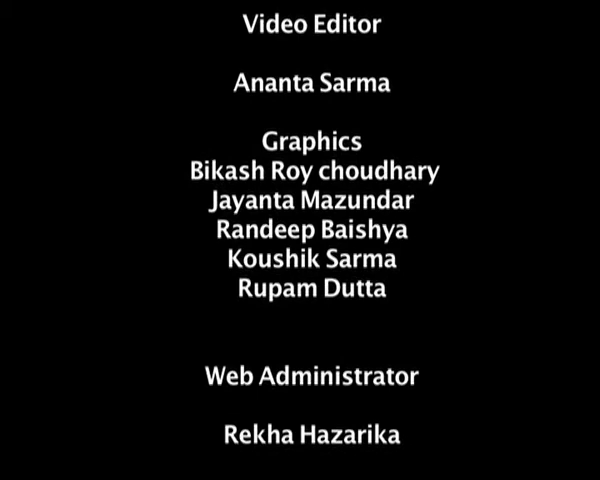 Video Editor
Ananta Sarma
Graphics
Bikash Roy choudhary
Jayanta Mazundar
Randeep Baishya
Koushik Sarma
Rupam Dutta
Web Administrator
Rekha Hazarika